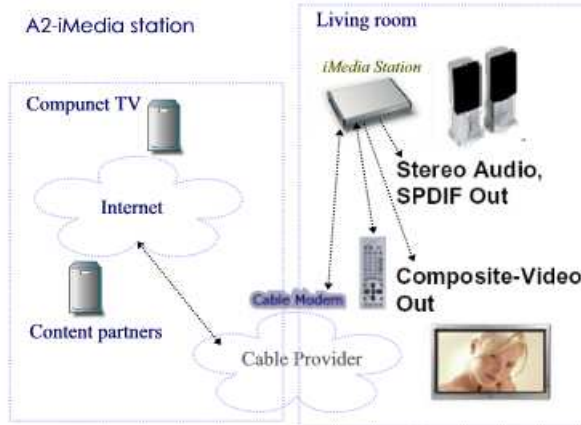 A2-iMedia station
Living room
iMedia Station
Compunet TV
Stereo Audio,
SPDIF Out
Internet
Composite-Video
Out
Cable Modem
Content partners
Cable Provider